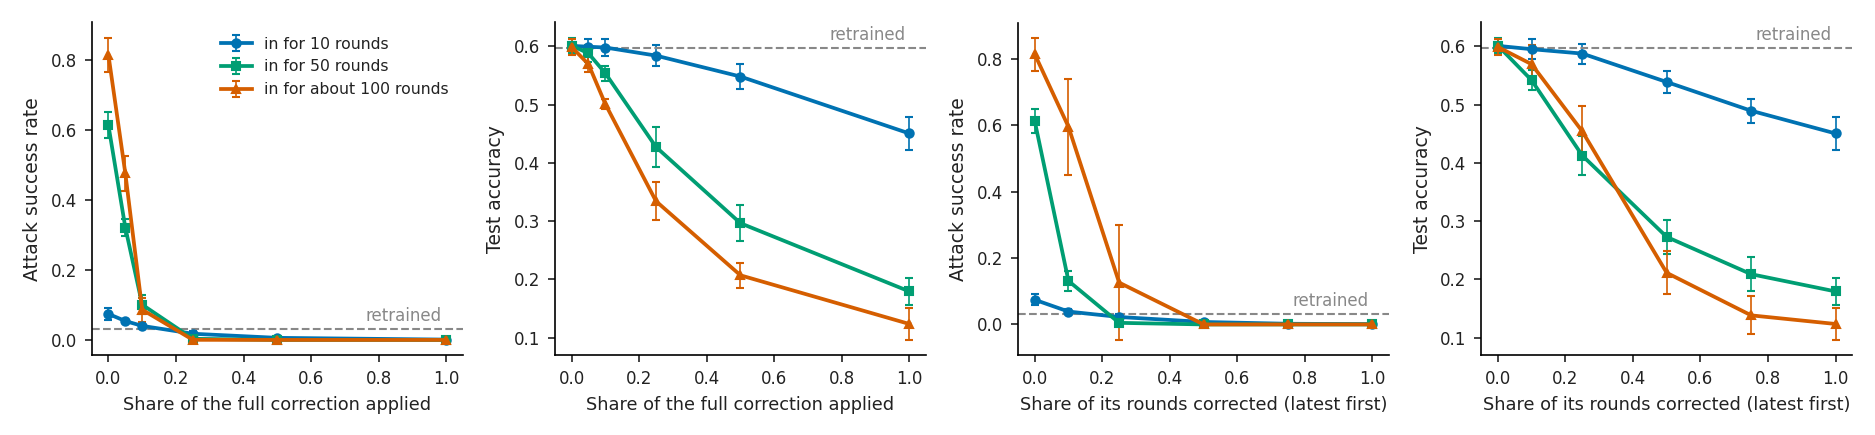 Attack success rate
0.8
0.6
0.4
0.2
0.0
in for 10 rounds
in for 50 rounds
in for about 100 rounds
retrained
0.0 0.2 0.4 0.6 0.8 1.0
Share of the full correction applied
Test accuracy
0.6
0.5
0.4
0.3
0.2
0.1
retrained
0.0 0.2 0.4 0.6 0.8 1.0
Share of the full correction applied
Attack success rate
0.8
0.6
0.4
0.2
0.0
retrained
0.0 0.2 0.4 0.6 0.8 1.0
Share of its rounds corrected (latest first)
Test accuracy
0.6
0.5
0.4
0.3
0.2
0.1
retrained
0.0 0.2 0.4 0.6 0.8 1.0
Share of its rounds corrected (latest first)